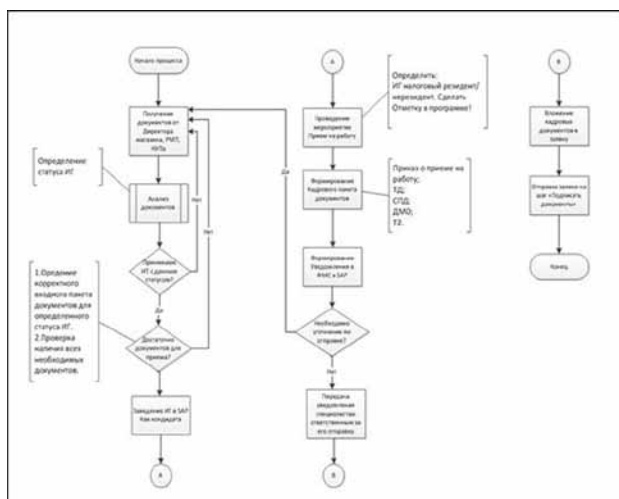 Начало процесса
Получение
документов от
Директора
магазина, РМП,
Определение
статуса ИГ
Анализ
документов
Нет
Нет
Принимаем
ИГ с данным
статусом?
Да
1.Оредение
корректного
входного пакета
документов для
определенного
статуса ИГ.
2.Проверка
наличия всех
необходимых
документов.
Достаточно
документов для
приема?
Заведение ИГ в SAP
Как кандидата
А
А
Определить:
ИГ налоговый резидент/
нерезидент. Сделать
Отметку в программе!
Проведение
мероприятия
Прием на работу
Да
Формирование
Кадрового пакета
документов
Приказ о приеме на
работу;
ТД;
СПД;
ДМО;
Т2.
Формирование
Уведомления в
ФМС в SAP
Необходимо
уточнение по
отправке?
Нет
Передача
уведомления
специалистам
ответственным за
его отправку
В
В
Вложение
кадровых
документов в
заявку
Отправка заявки на
шаг «Подписать
документы»
Конец